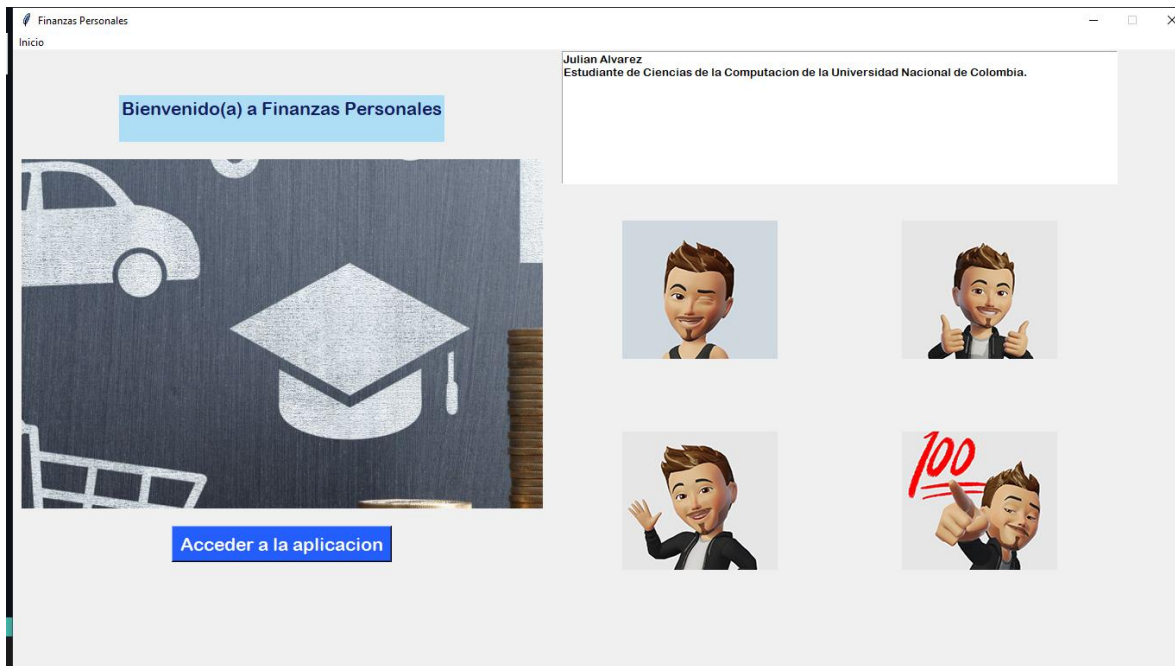 Finanzas Personales
Inicio
Bienvenido(a) a Finanzas Personales
Julian Alvarez
Estudiante de Ciencias de la Computacion de la Universidad Nacional de Colombia.
100
Acceder a la aplicacion